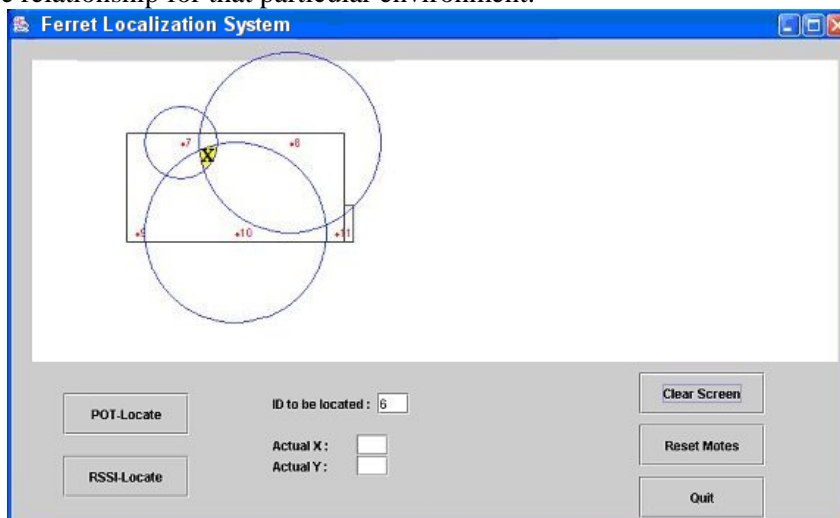 e relationship for that particular environment.
Ferret Localization System
7
8
X
9
10
11
POT-Locate
ID to be located : 6
Clear Screen
Actual X :
Reset Motes
Actual Y :
RSSI-Locate
Quit